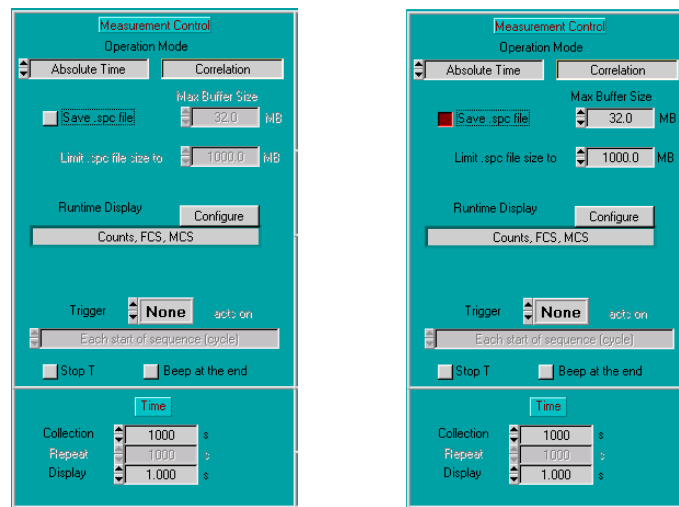 Measurement Control
Operation Mode
Absolute Time Correlation
Max Buffer Size
Save .spc file 32.0 MB
Limit .spc file size to 1000.0 MB
Runtime Display Configure
Counts, FCS, MCS
Trigger None acts on
Each start of sequence (cycle)
Stop T Beep at the end
Time
Collection 1000 s
Repeat 1000 s
Display 1.000 s
Measurement Control
Operation Mode
Absolute Time Correlation
Max Buffer Size
Save .spc file 32.0 MB
Limit .spc file size to 1000.0 MB
Runtime Display Configure
Counts, FCS, MCS
Trigger None acts on
Each start of sequence (cycle)
Stop T Beep at the end
Time
Collection 1000 s
Repeat 1000 s
Display 1.000 s